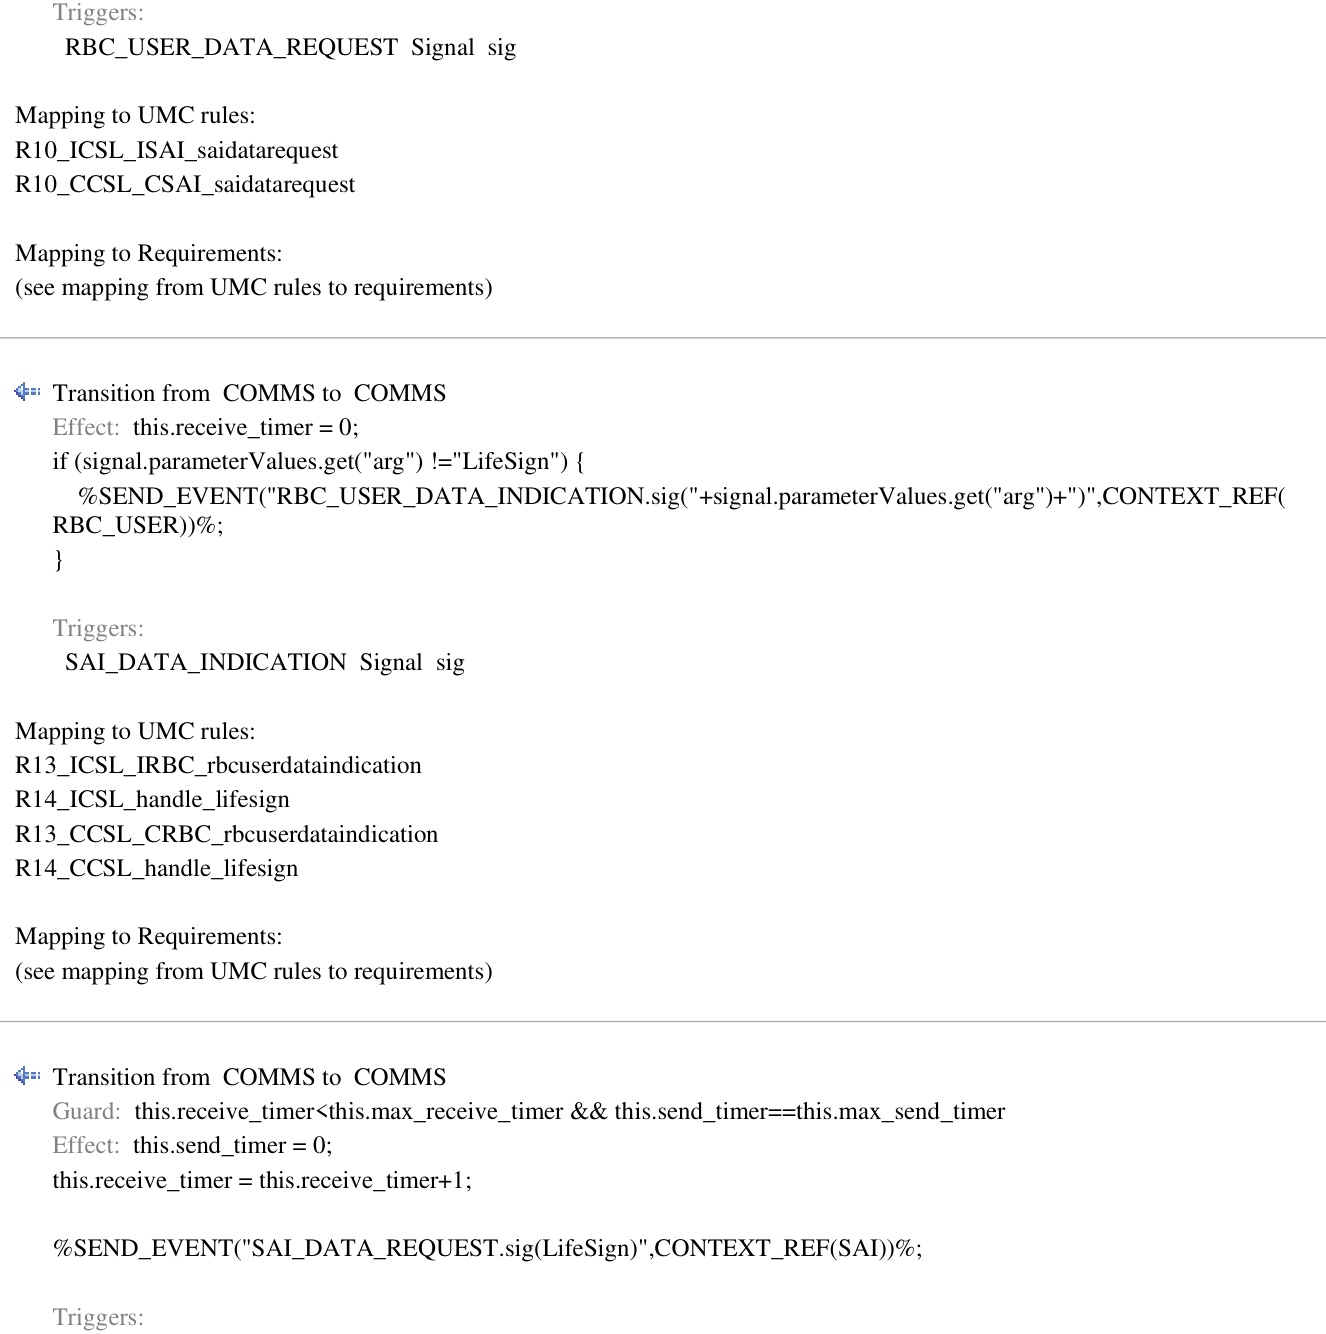 Triggers:
RBC_USER_DATA_REQUEST Signal sig
Mapping to UMC rules:
R10_ICSL_ISAI_saidatarequest
R10_CCSL_CSAI_saidatarequest
Mapping to Requirements:
(see mapping from UMC rules to requirements)
Transition from COMMS to COMMS
Effect: this.receive_timer = 0;
if (signal.parameterValues.get("arg") !="LifeSign") {
%SEND_EVENT("RBC_USER_DATA_INDICATION.sig("+signal.parameterValues.get("arg")+")",CONTEXT_REF(
RBC_USER))%;
}
Triggers:
SAI_DATA_INDICATION Signal sig
Mapping to UMC rules:
R13_ICSL_IRBC_rbcuserdataindication
R14_ICSL_handle_lifesign
R13_CCSL_CRBC_rbcuserdataindication
R14_CCSL_handle_lifesign
Mapping to Requirements:
(see mapping from UMC rules to requirements)
Transition from COMMS to COMMS
Guard: this.receive_timer<this.max_receive_timer && this.send_timer==this.max_send_timer
Effect: this.send_timer = 0;
this.receive_timer = this.receive_timer+1;
%SEND_EVENT("SAI_DATA_REQUEST.sig(LifeSign)",CONTEXT_REF(SAI))%;
Triggers: